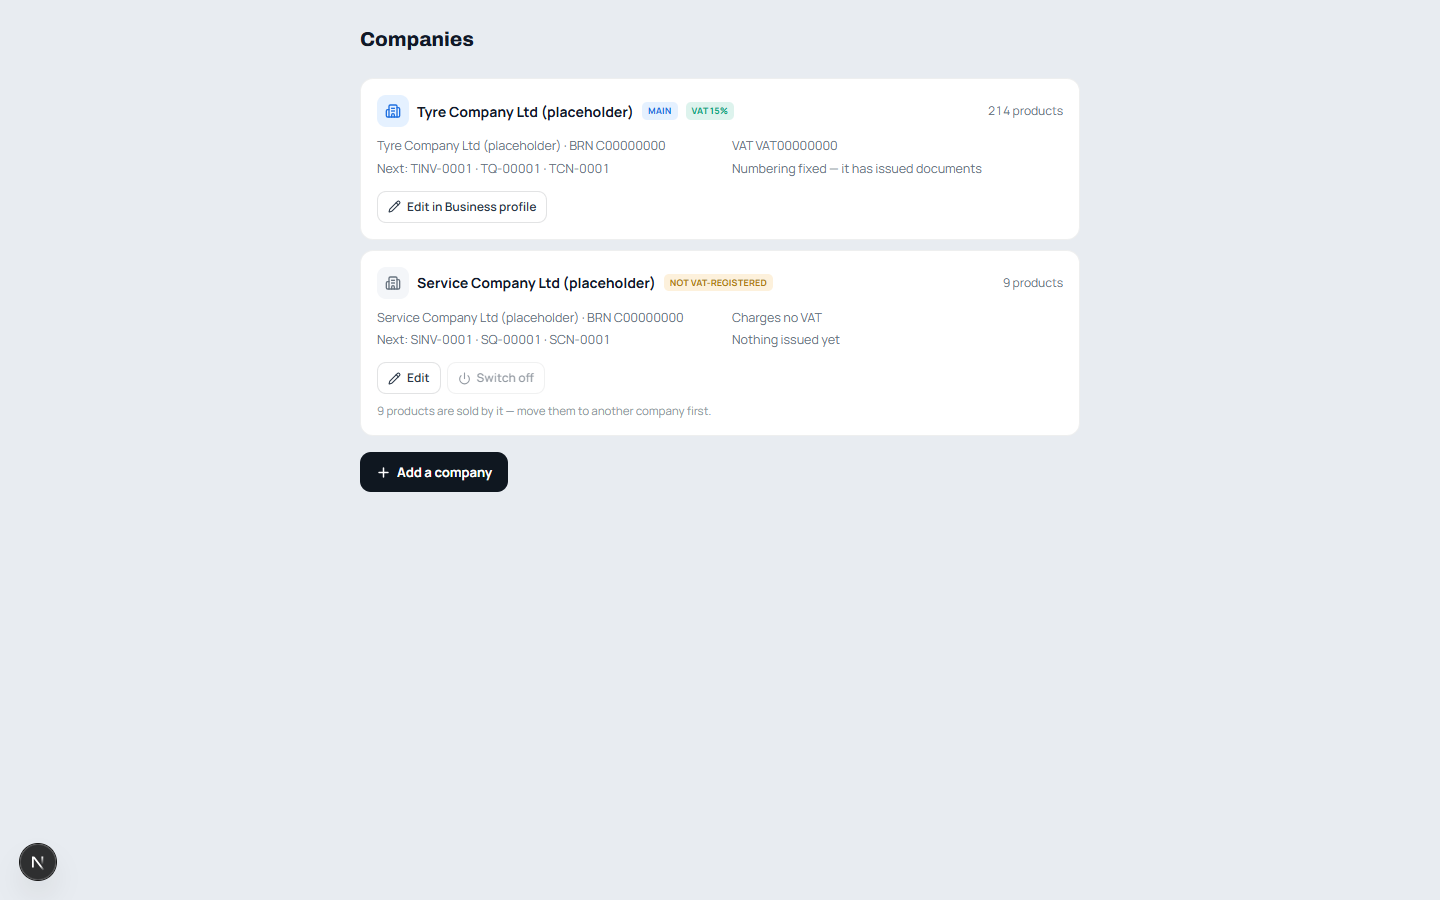 Companies
Tyre Company Ltd (placeholder) MAIN VAT 15% 214 products
Tyre Company Ltd (placeholder) · BRN C00000000 VAT VAT00000000
Next: TINV-0001 · TQ-00001 · TCN-0001 Numbering fixed — it has issued documents
Edit in Business profile
Service Company Ltd (placeholder) NOT VAT-REGISTERED 9 products
Service Company Ltd (placeholder) · BRN C00000000 Charges no VAT
Next: SINV-0001 · SQ-00001 · SCN-0001 Nothing issued yet
Edit Switch off
9 products are sold by it — move them to another company first.
+ Add a company
N